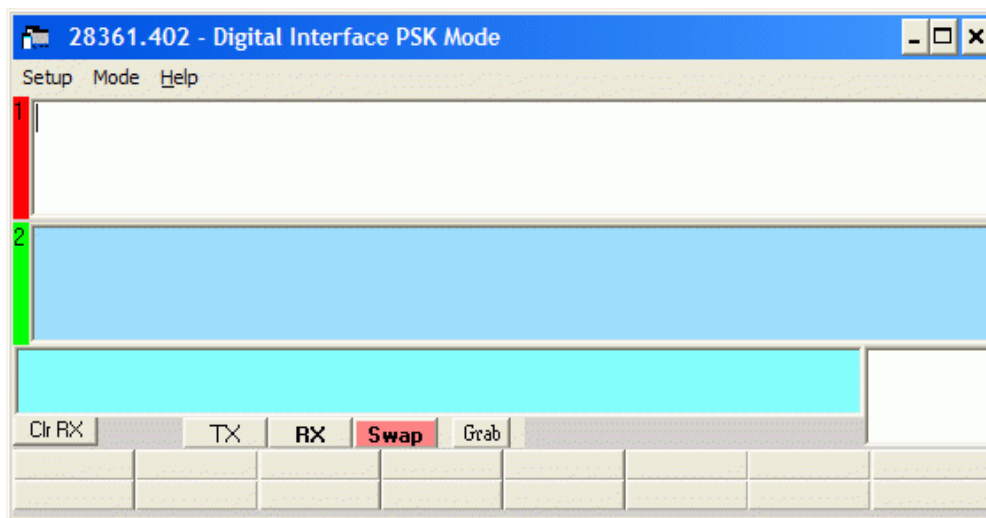 28361.402 - Digital Interface PSK Mode
Setup Mode Help
1
2
Clr RX TX RX Swap Grab